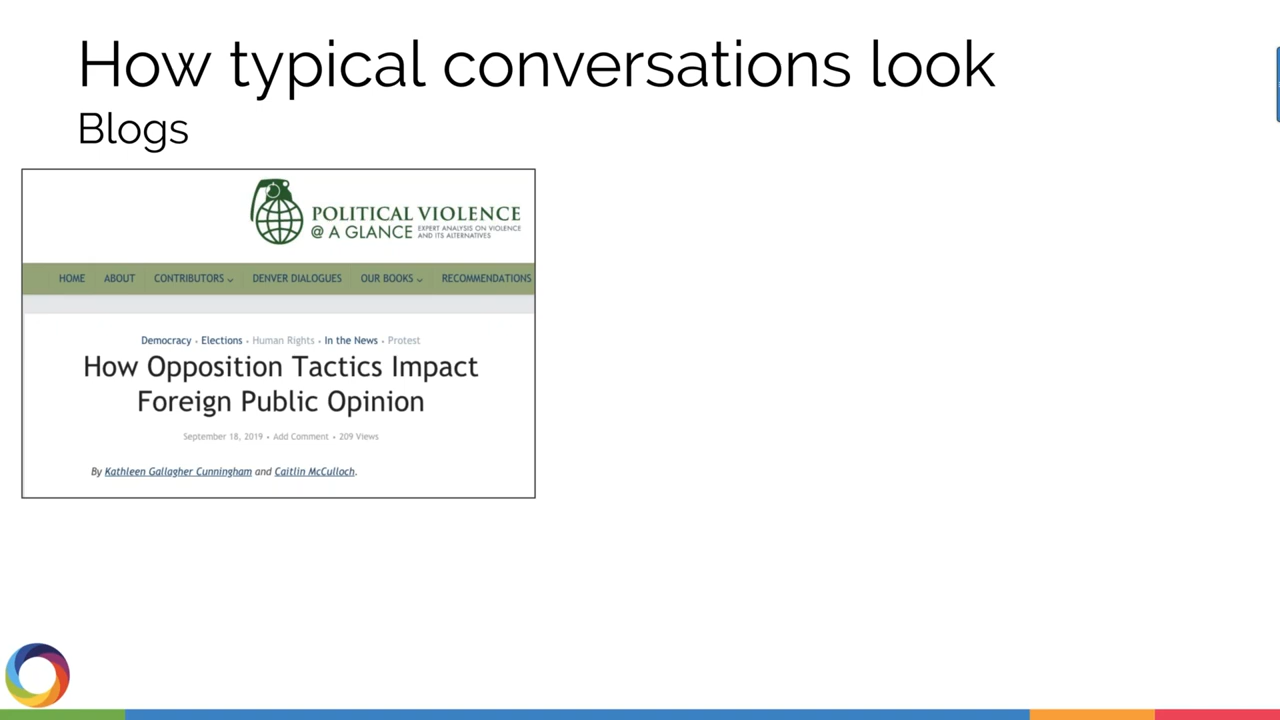 How typical conversations look
Blogs
POLITICAL VIOLENCE
@ A GLANCE EXPERT ANALYSIS ON VIOLENCE AND ITS ALTERNATIVES
HOME ABOUT CONTRIBUTORS DENVER DIALOGUES OUR BOOKS RECOMMENDATIONS
Democracy • Elections • Human Rights • In the News • Protest
How Opposition Tactics Impact
Foreign Public Opinion
September 18, 2019 • Add Comment • 209 Views
By Kathleen Gallagher Cunningham and Caitlin McCulloch.